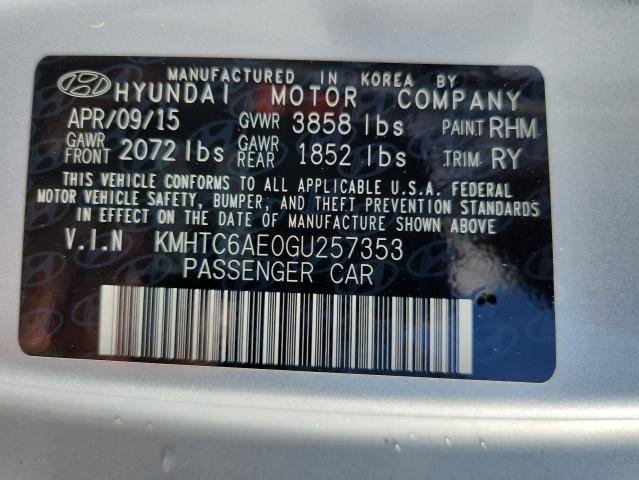 MANUFACTURED IN KOREA BY
HYUNDAI MOTOR COMPANY
APR/09/15 GVWR 3858 lbs PAINT RHM
GAWR FRONT 2072 lbs GAWR REAR 1852 lbs TRIM RY
THIS VEHICLE CONFORMS TO ALL APPLICABLE U.S.A. FEDERAL
MOTOR VEHICLE SAFETY, BUMPER, AND THEFT PREVENTION STANDARDS
IN EFFECT ON THE DATE OF MANUFACTURE SHOWN ABOVE
V.I.N KMHTC6AE0GU257353
PASSENGER CAR